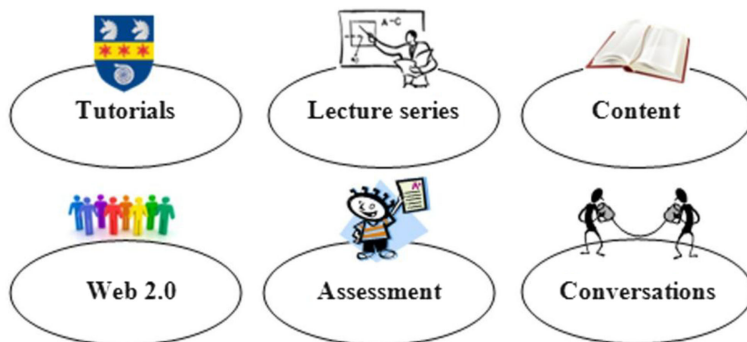 A-C
Tutorials
Lecture series
Content
A+
Web 2.0
Assessment
Conversations